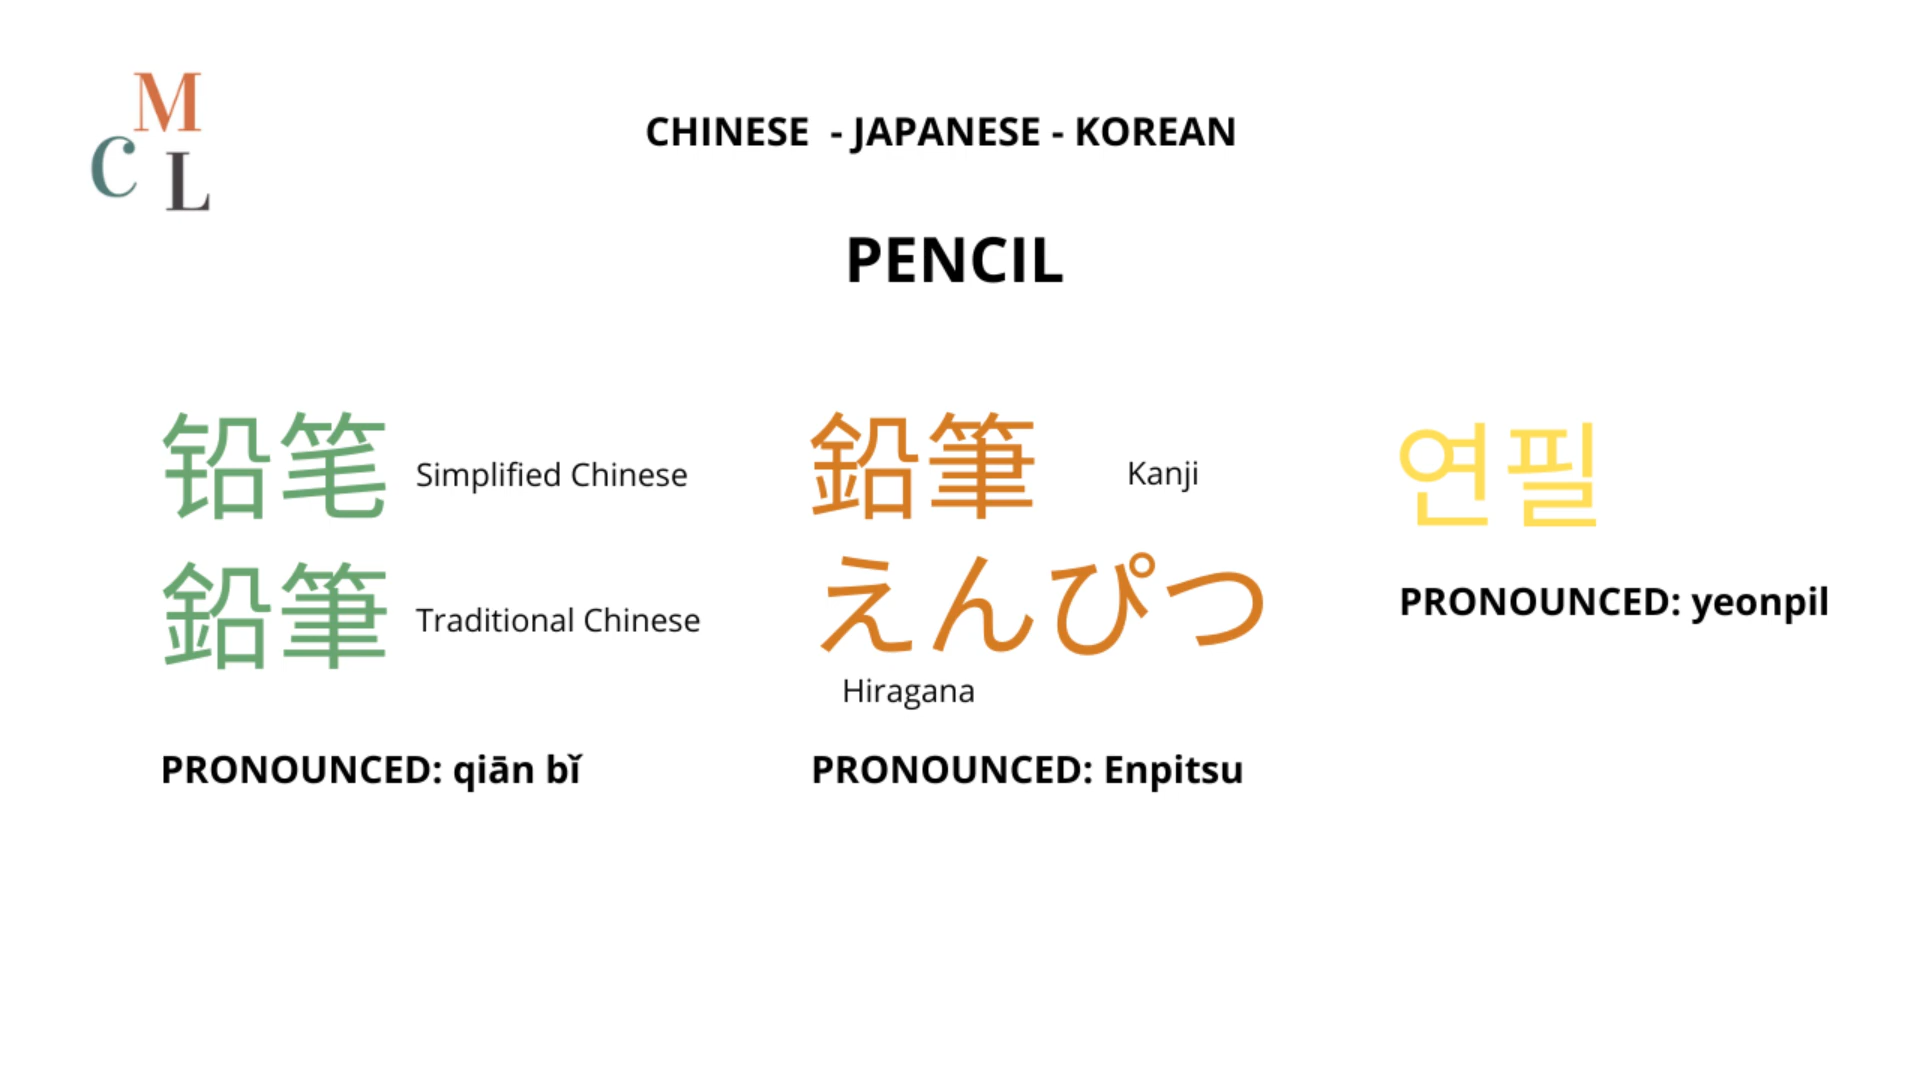 M
C L
CHINESE - JAPANESE - KOREAN
PENCIL
铅笔 Simplified Chinese
鉛筆 Traditional Chinese
PRONOUNCED: qiān bǐ
鉛筆 Kanji
えんぴつ
Hiragana
PRONOUNCED: Enpitsu
연필
PRONOUNCED: yeonpil